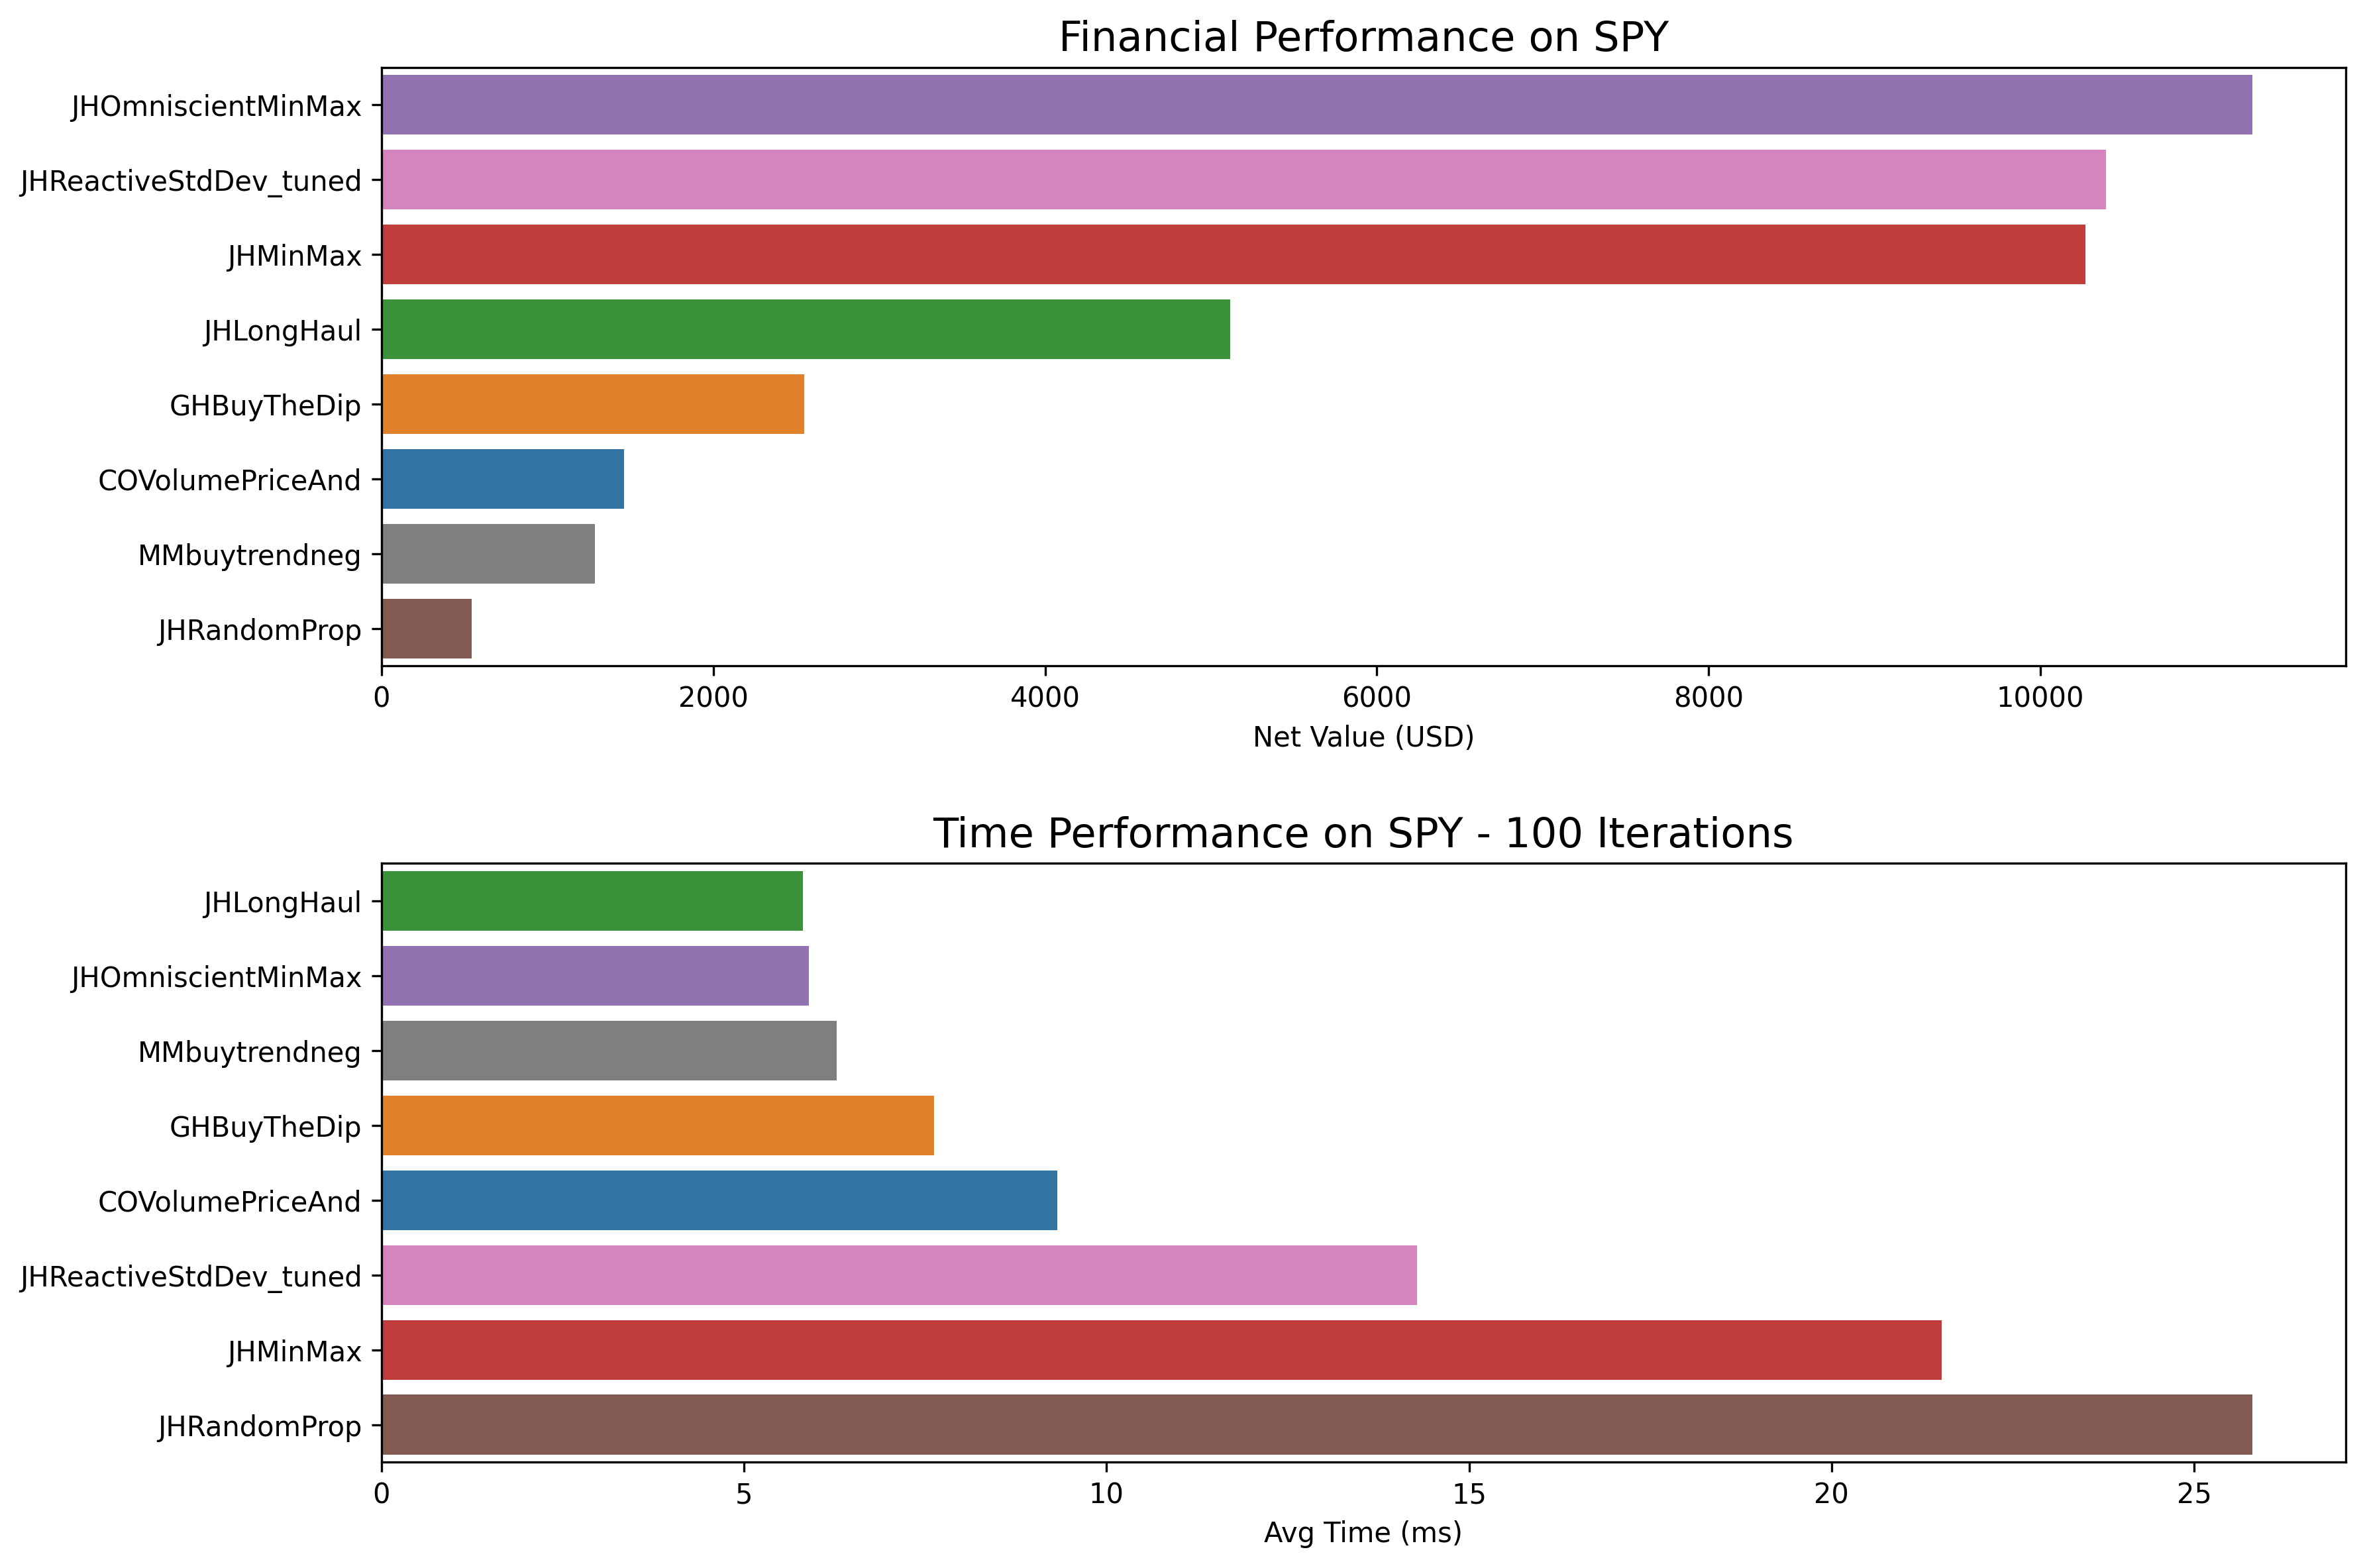 Financial Performance on SPY
JHOmniscientMinMax
JHReactiveStdDev_tuned
JHMinMax
JHLongHaul
GHBuyTheDip
COVolumePriceAnd
MMbuytrendneg
JHRandomProp
0 2000 4000 6000 8000 10000
Net Value (USD)
Time Performance on SPY - 100 Iterations
JHLongHaul
JHOmniscientMinMax
MMbuytrendneg
GHBuyTheDip
COVolumePriceAnd
JHReactiveStdDev_tuned
JHMinMax
JHRandomProp
0 5 10 15 20 25
Avg Time (ms)